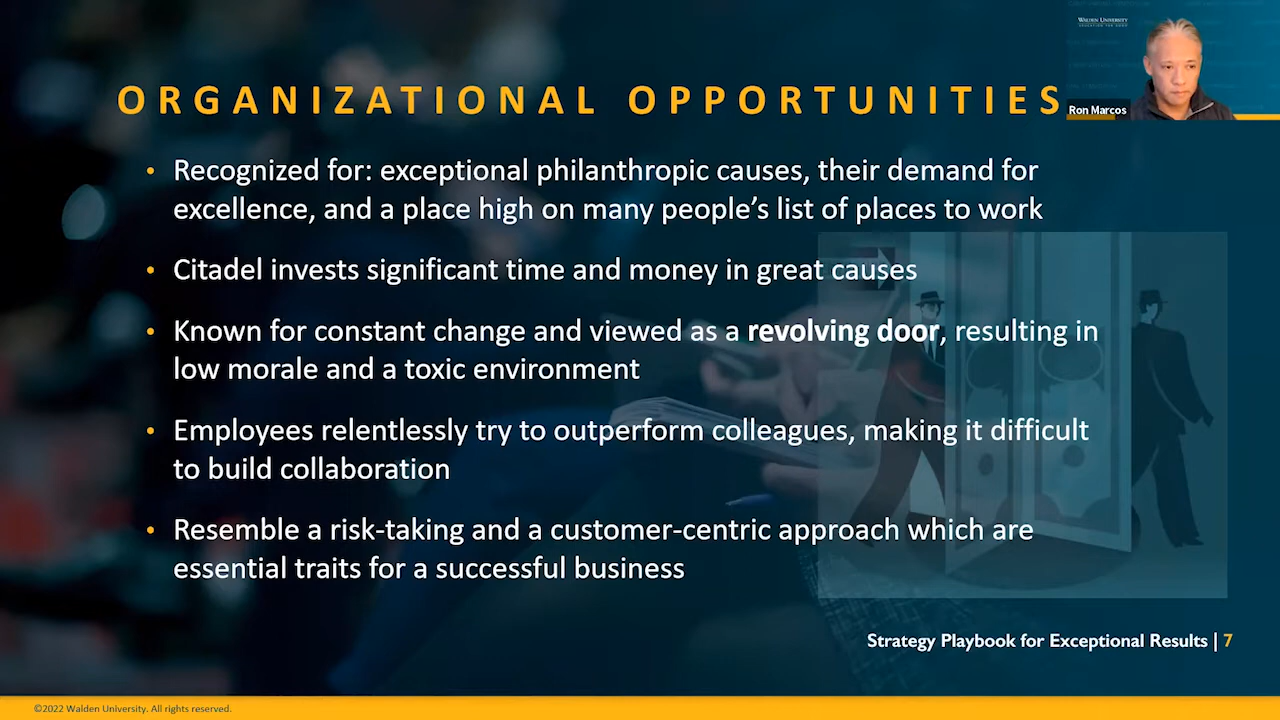 WALDEN UNIVERSITY
ORGANIZATIONAL OPPORTUNITIES
Ron Marcos
• Recognized for: exceptional philanthropic causes, their demand for
excellence, and a place high on many people’s list of places to work
• Citadel invests significant time and money in great causes
• Known for constant change and viewed as a revolving door, resulting in
low morale and a toxic environment
• Employees relentlessly try to outperform colleagues, making it difficult
to build collaboration
• Resemble a risk-taking and a customer-centric approach which are
essential traits for a successful business
Strategy Playbook for Exceptional Results | 7
©2022 Walden University. All rights reserved.